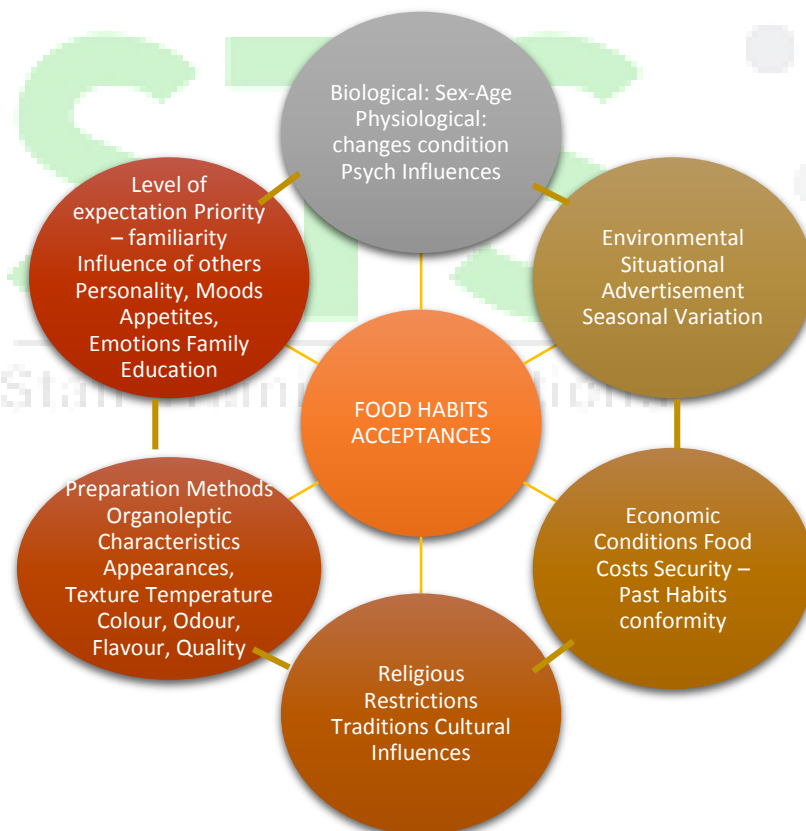 Biological: Sex-Age
Physiological:
changes condition
Psych Influences
Level of
expectation Priority
– familiarity
Influence of others
Personality, Moods
Appetites,
Emotions Family
Education
Environmental
Situational
Advertisement
Seasonal Variation
FOOD HABITS
ACCEPTANCES
Preparation Methods
Organoleptic
Characteristics
Appearances,
Texture Temperature
Colour, Odour,
Flavour, Quality
Economic
Conditions Food
Costs Security –
Past Habits
conformity
Religious
Restrictions
Traditions Cultural
Influences